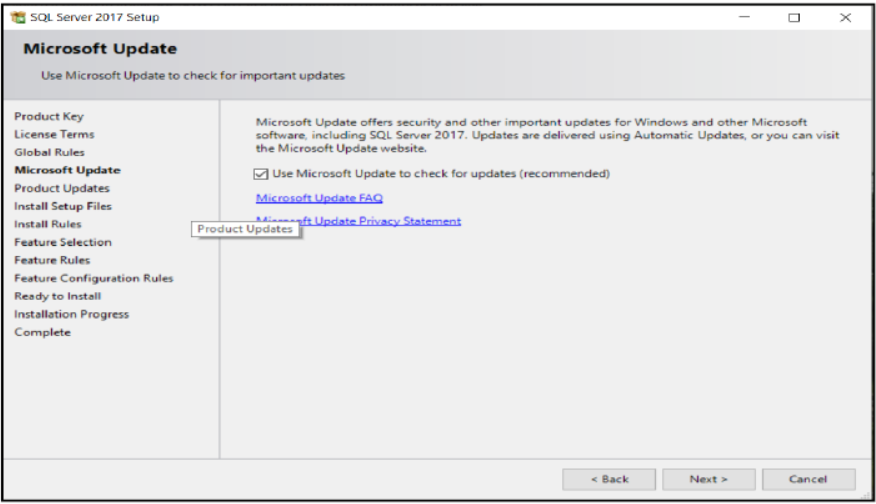 SQL Server 2017 Setup
Microsoft Update
Use Microsoft Update to check for important updates
Product Key
License Terms
Global Rules
Microsoft Update
Product Updates
Install Setup Files
Install Rules
Feature Selection
Feature Rules
Feature Configuration Rules
Ready to Install
Installation Progress
Complete
Microsoft Update offers security and other important updates for Windows and other Microsoft
software, including SQL Server 2017. Updates are delivered using Automatic Updates, or you can visit
the Microsoft Update website.
Use Microsoft Update to check for updates (recommended)
Microsoft Update FAQ
Microsoft Update Privacy Statement
Product Updates
< Back
Next >
Cancel